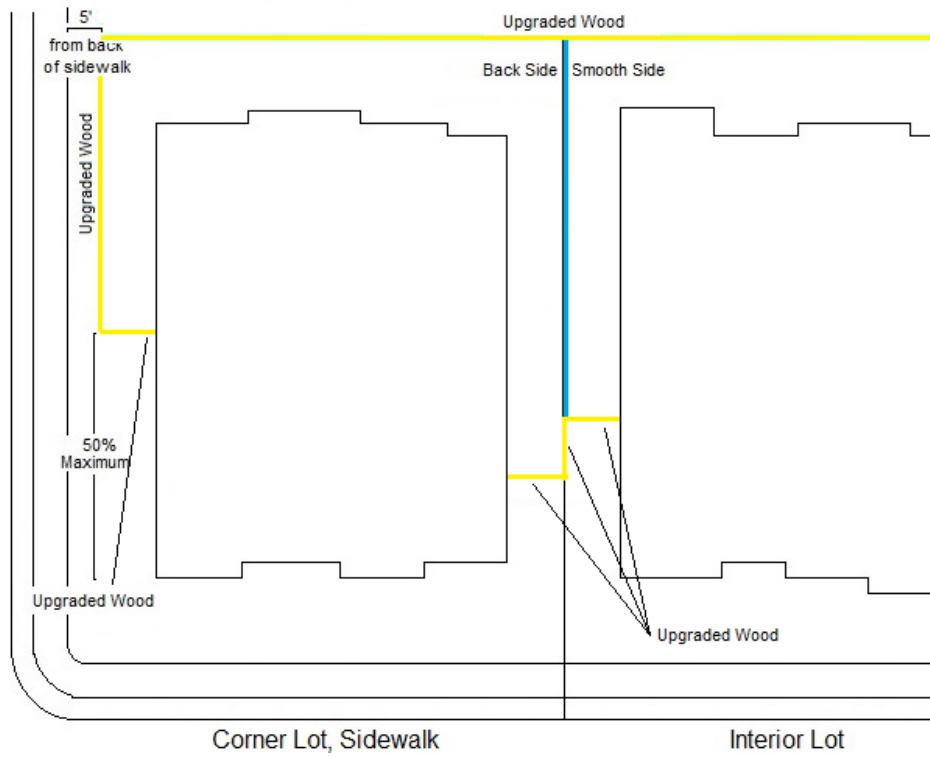 5'
from back
of sidewalk
Upgraded Wood
Back Side
Smooth Side
Upgraded Wood
50%
Maximum
Upgraded Wood
Upgraded Wood
Corner Lot, Sidewalk
Interior Lot